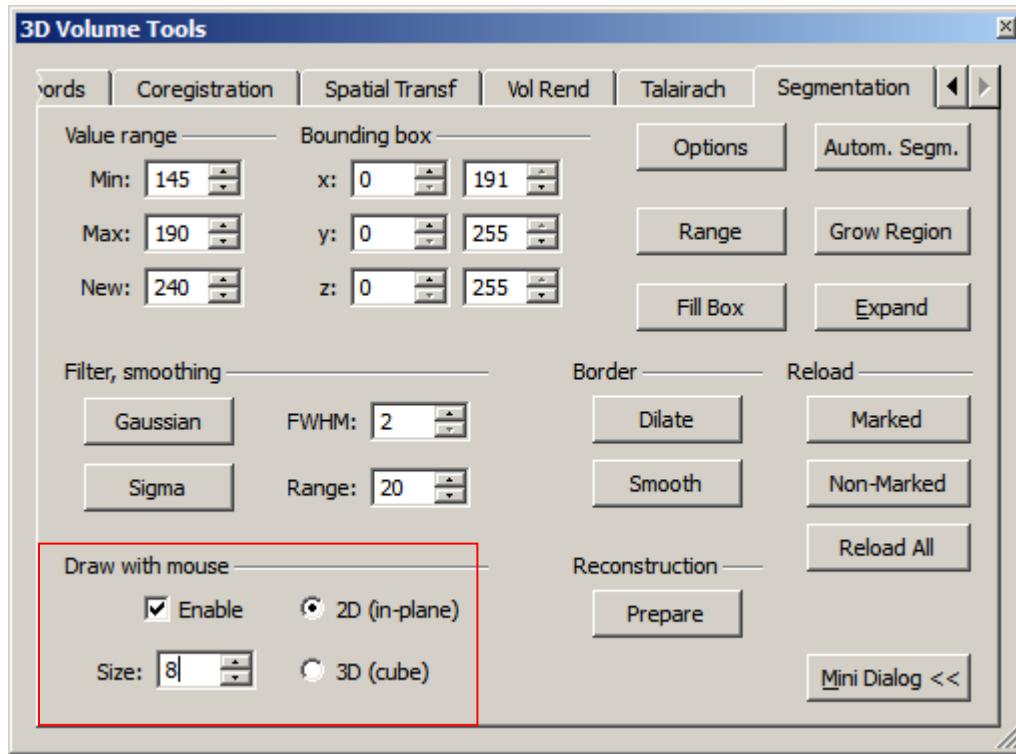 3D Volume Tools
ords Coregistration Spatial Transf Vol Rend Talairach Segmentation
Value range Bounding box Options Autom. Segm.
Min: 145 x: 0 191
Max: 190 y: 0 255 Range Grow Region
New: 240 z: 0 255 Fill Box Expand
Filter, smoothing Border Reload
Gaussian FWHM: 2 Dilate Marked
Sigma Range: 20 Smooth Non-Marked
Reload All
Draw with mouse Reconstruction
Enable 2D (in-plane) Prepare
Size: 8 3D (cube) Mini Dialog <<